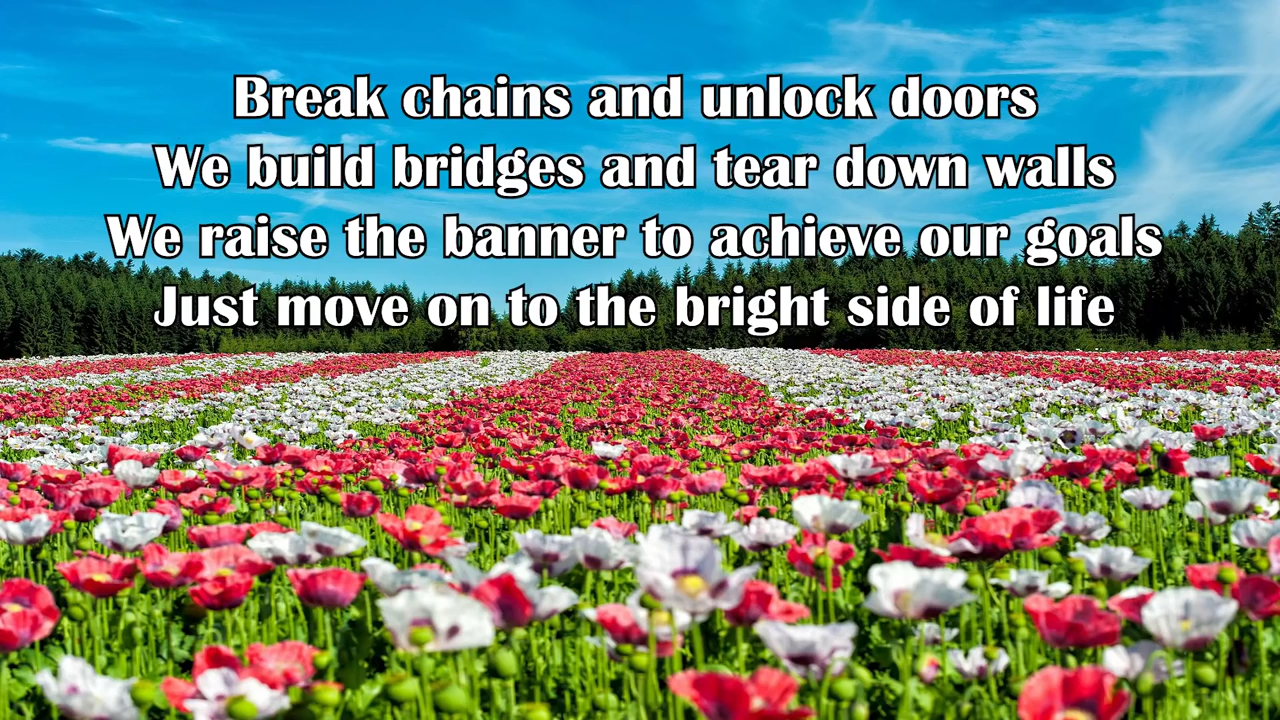 Break chains and unlock doors
We build bridges and tear down walls
We raise the banner to achieve our goals
Just move on to the bright side of life